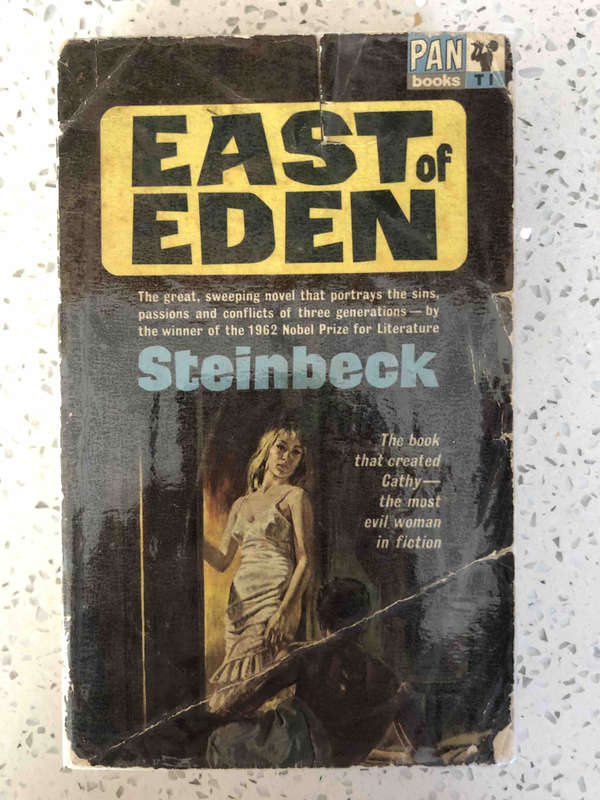 PAN
books T1
EAST of
EDEN
The great, sweeping novel that portrays the sins,
passions and conflicts of three generations — by
the winner of the 1962 Nobel Prize for Literature
Steinbeck
The book
that created
Cathy—
the most
evil woman
in fiction